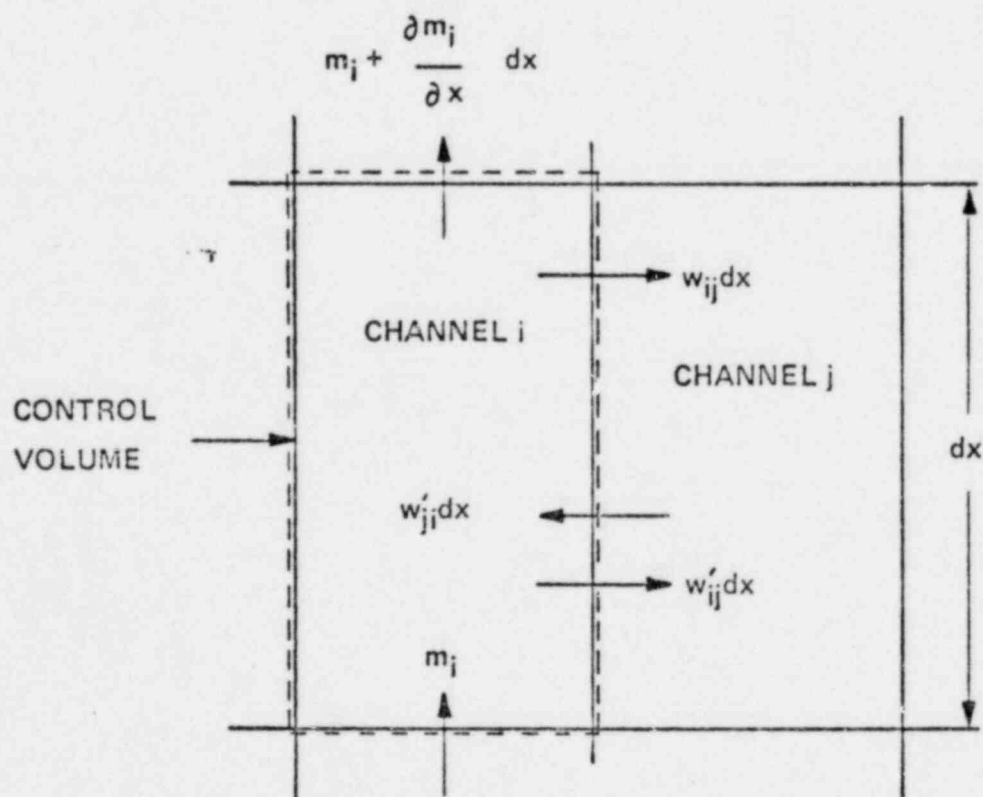 m_i + ∂m_i/∂x dx
w_ij dx
CHANNEL i
CHANNEL j
CONTROL
VOLUME
dx
w'_ji dx
w'_ij dx
m_i